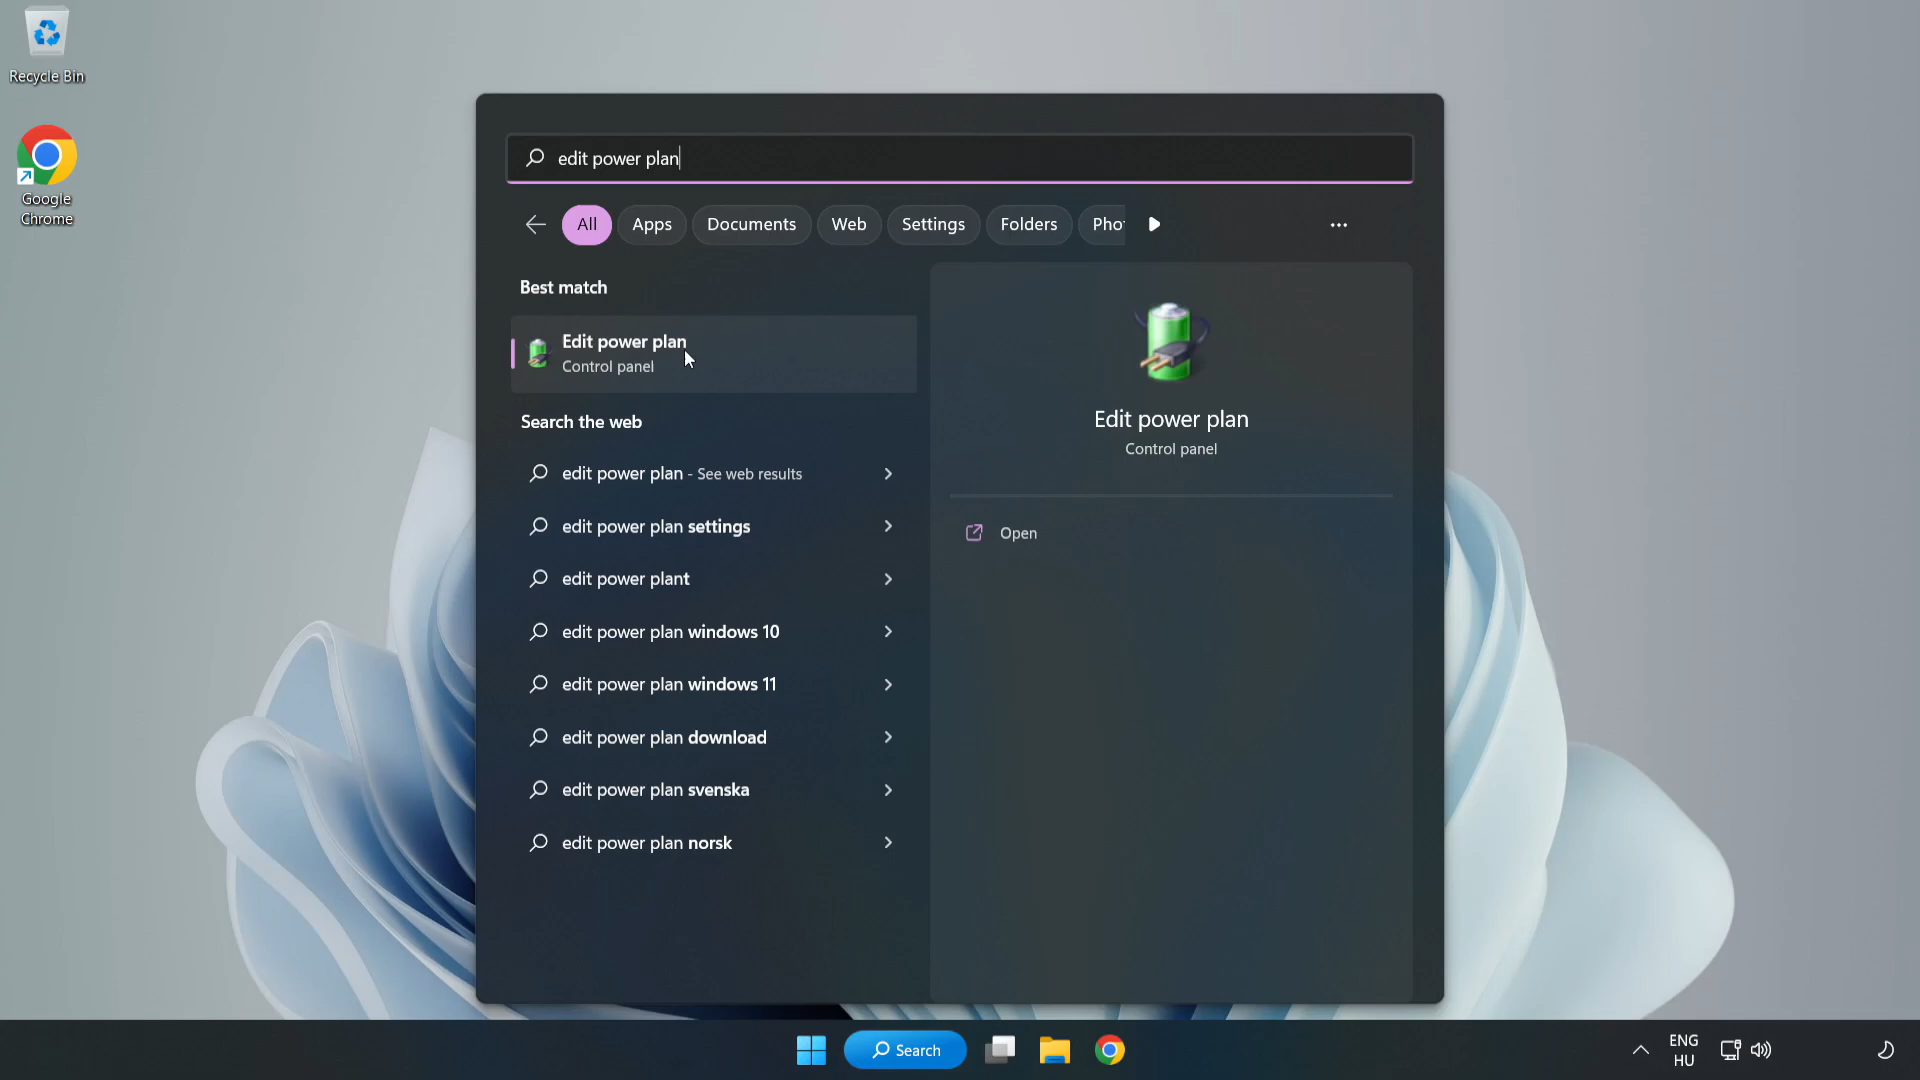 Recycle Bin
Google
Chrome
edit power plan
All
Apps
Documents
Web
Settings
Folders
Pho
Best match
Edit power plan
Control panel
Search the web
edit power plan - See web results
edit power plan settings
edit power plant
edit power plan windows 10
edit power plan windows 11
edit power plan download
edit power plan svenska
edit power plan norsk
Edit power plan
Control panel
Open
Search
ENG
HU